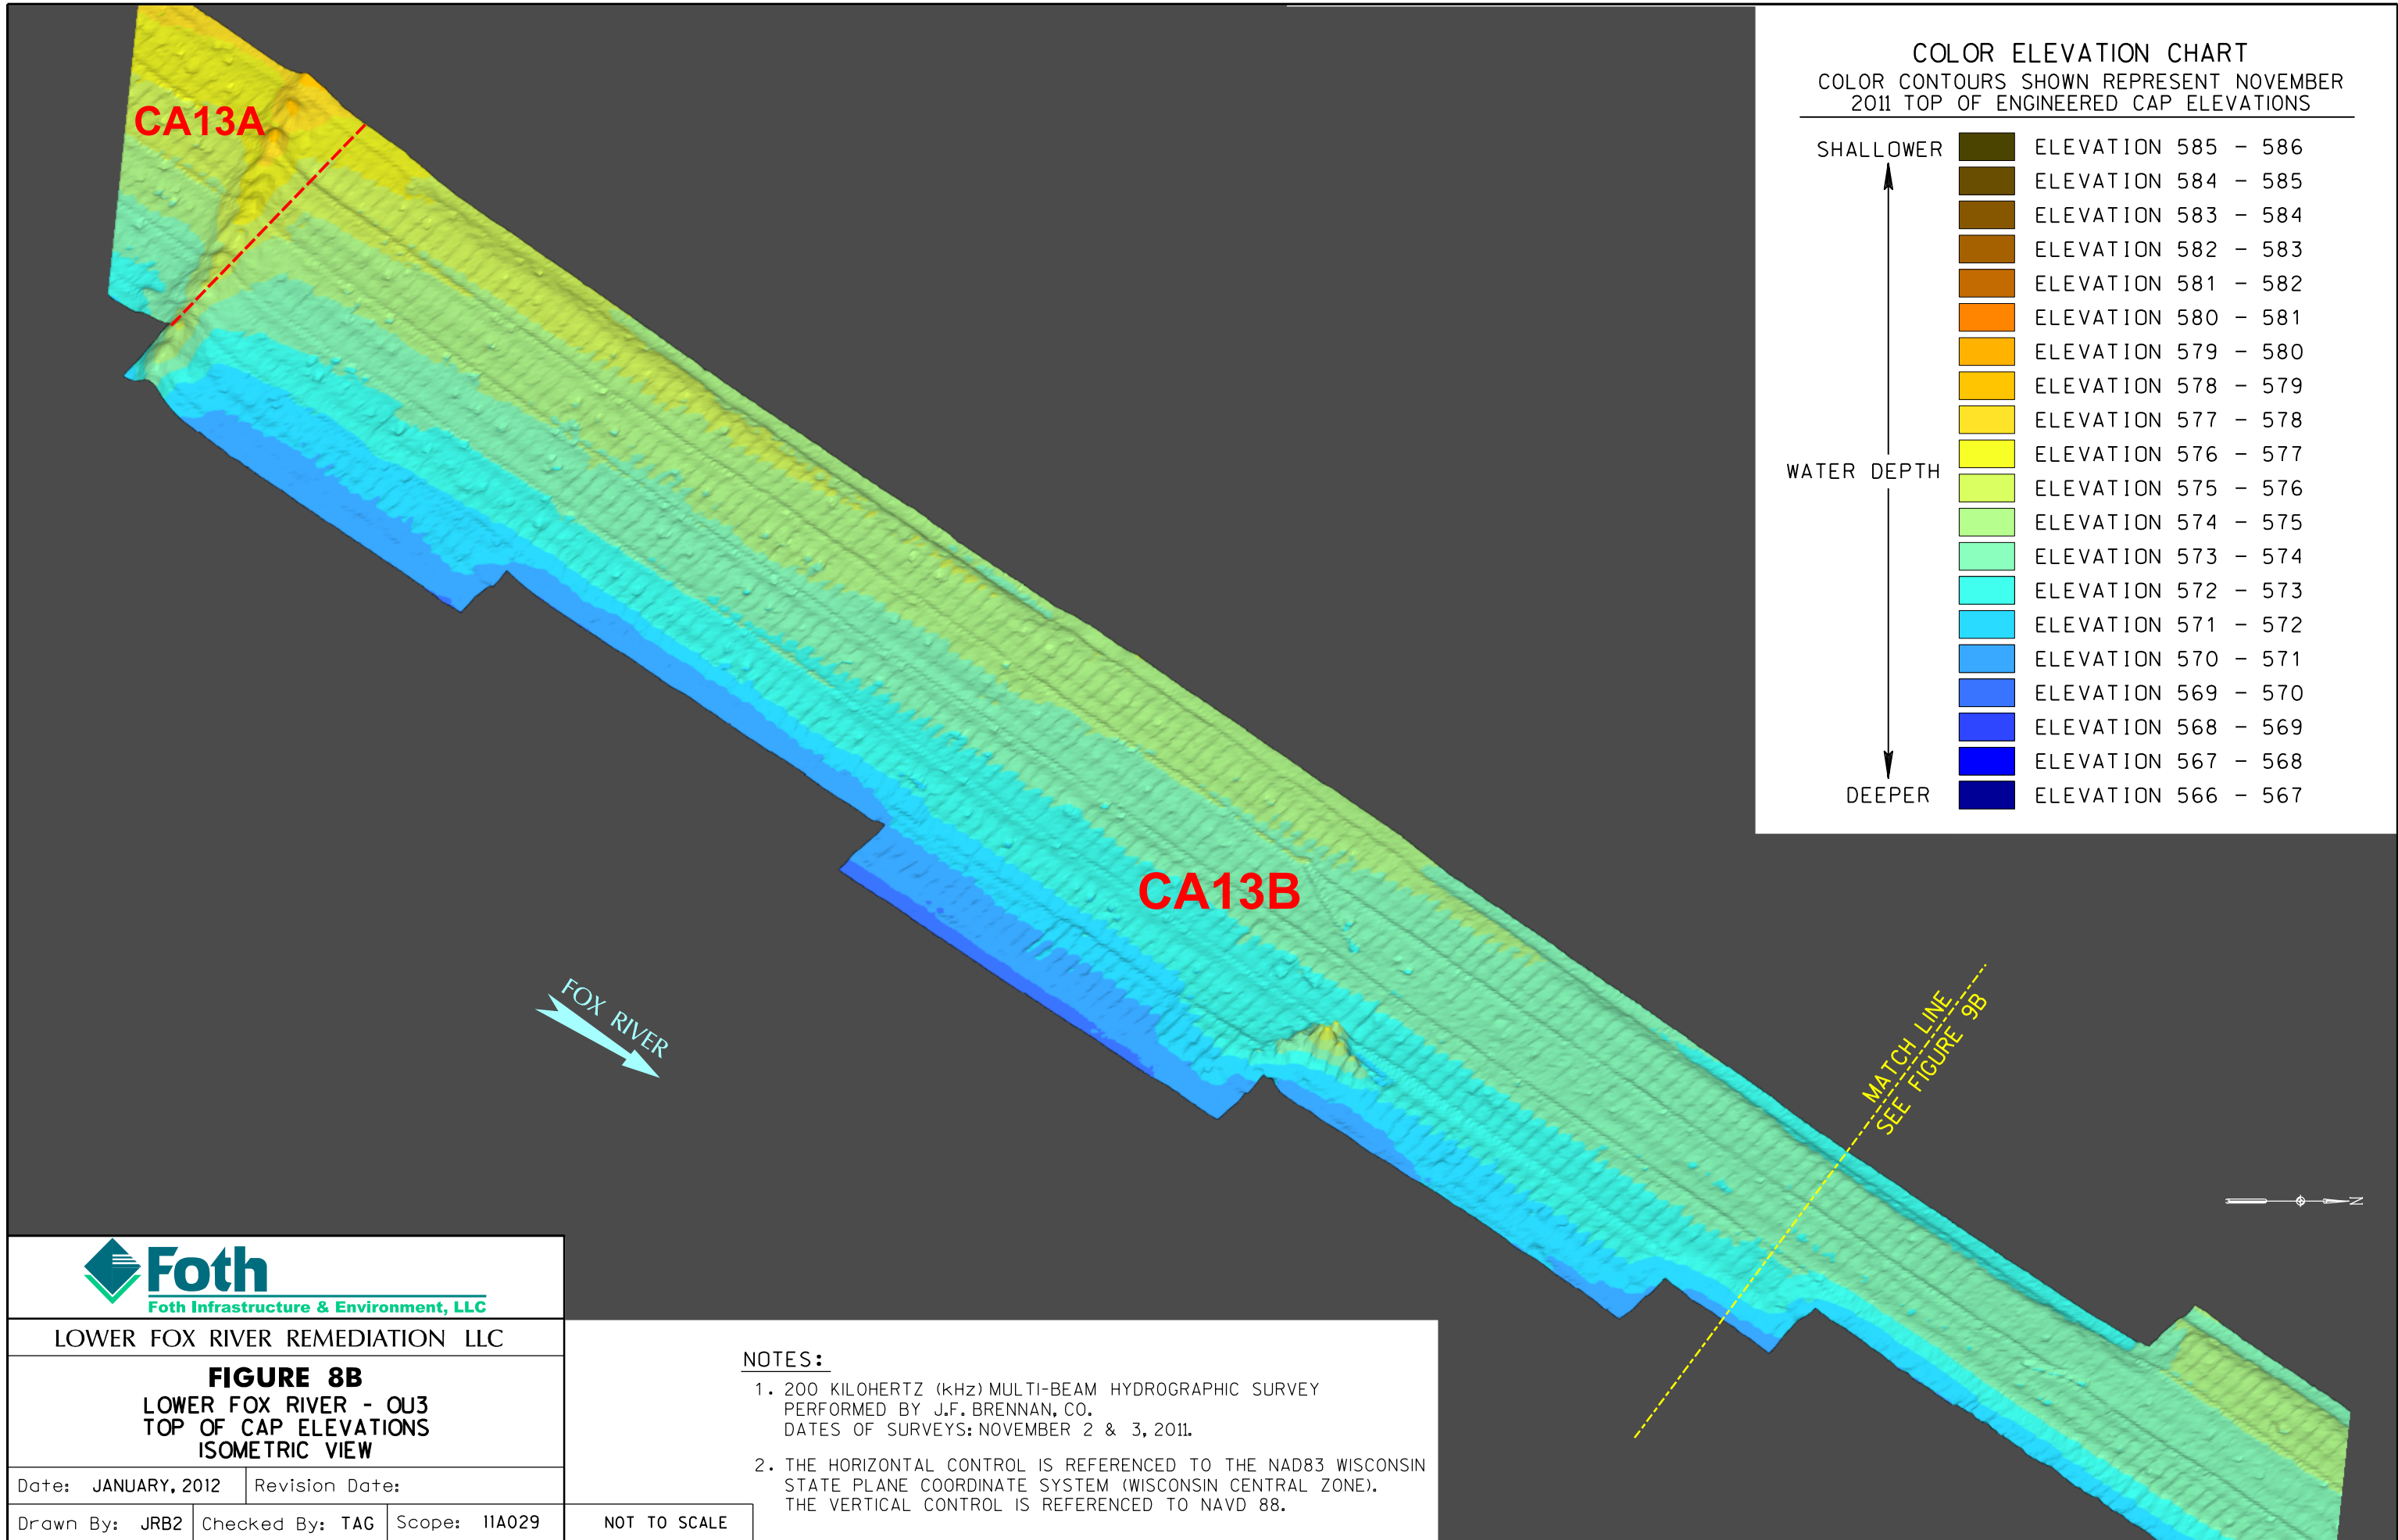 COLOR ELEVATION CHART
COLOR CONTOURS SHOWN REPRESENT NOVEMBER
2011 TOP OF ENGINEERED CAP ELEVATIONS
SHALLOWER
WATER DEPTH
DEEPER
ELEVATION 585 - 586
ELEVATION 584 - 585
ELEVATION 583 - 584
ELEVATION 582 - 583
ELEVATION 581 - 582
ELEVATION 580 - 581
ELEVATION 579 - 580
ELEVATION 578 - 579
ELEVATION 577 - 578
ELEVATION 576 - 577
ELEVATION 575 - 576
ELEVATION 574 - 575
ELEVATION 573 - 574
ELEVATION 572 - 573
ELEVATION 571 - 572
ELEVATION 570 - 571
ELEVATION 569 - 570
ELEVATION 568 - 569
ELEVATION 567 - 568
ELEVATION 566 - 567
CA13A
CA13B
FOX RIVER
MATCH LINE
SEE FIGURE 9B
N
Foth
Foth Infrastructure & Environment, LLC
LOWER FOX RIVER REMEDIATION LLC
FIGURE 8B
LOWER FOX RIVER - OU3
TOP OF CAP ELEVATIONS
ISOMETRIC VIEW
Date: JANUARY, 2012
Revision Date:
Drawn By: JRB2
Checked By: TAG
Scope: 11A029
NOT TO SCALE
NOTES:
1. 200 KILOHERTZ (kHz) MULTI-BEAM HYDROGRAPHIC SURVEY
PERFORMED BY J.F. BRENNAN, CO.
DATES OF SURVEYS: NOVEMBER 2 & 3, 2011.
2. THE HORIZONTAL CONTROL IS REFERENCED TO THE NAD83 WISCONSIN
STATE PLANE COORDINATE SYSTEM (WISCONSIN CENTRAL ZONE).
THE VERTICAL CONTROL IS REFERENCED TO NAVD 88.